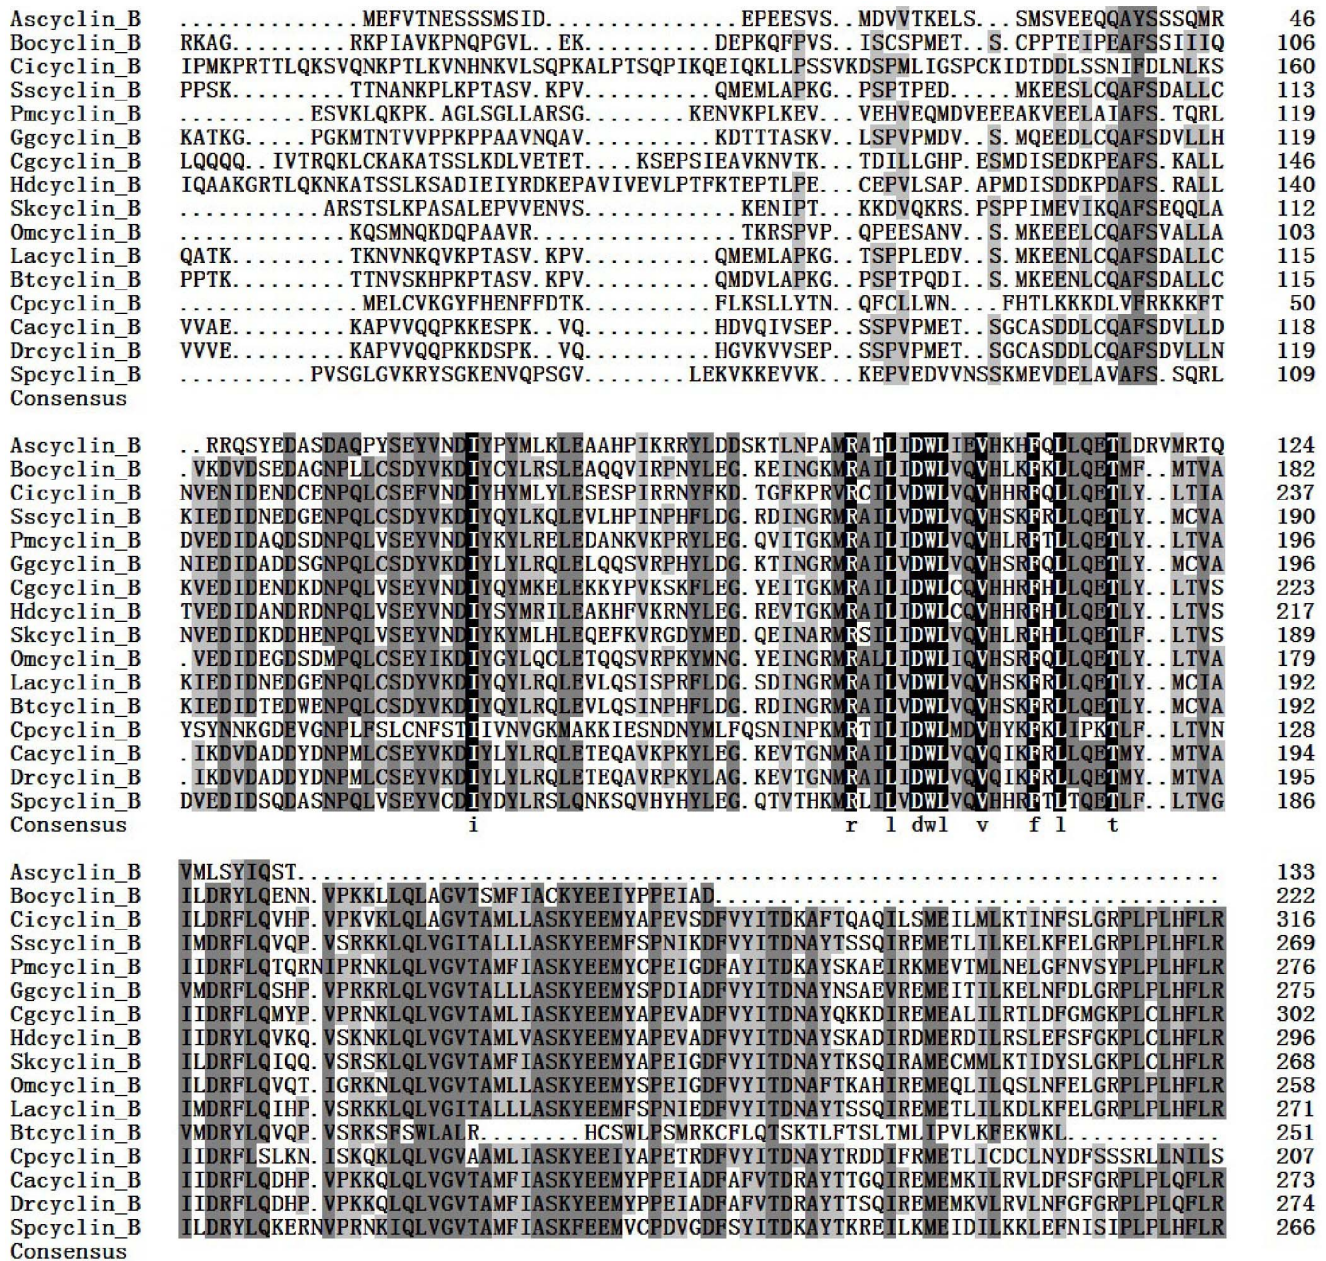 Ascyclin_B ..............MEFVTNESSSMSID...............EPEESVS..MDVVTKELS...SMSVEEQQAYSSSQMR 46
Bocyclin_B RKAG.........RKPIAVKPNQPGVL..EK..........DEPKQFPVS..ISCSPMET..S.CPPTEIPEAFSSIIIQ 106
Cicyclin_B IPMKPRTTLQKSVQNKPTLKVNHNKVLSQPKALPTSQPIKQEIQKLLPSSVKDSPMLIGSPCKIDTDDLSSNIFDLNLKS 160
Sscyclin_B PPSK.........TTNANKPLKPTASV.KPV..........QMEMLAPKG..PSPTPED.....MKEESLCQAFSDALLC 113
Pmcyclin_B ..........ESVKLQKPK.AGLSGLLARSG........KENVKPLKEV...VEHVEQMDVEEEAKVEELAIAFS.TQRL 119
Ggcyclin_B KATKG......PGKMTNTVVPPKPPAAVNQAV.........KDTTTASKV..LSPVPMDV..S.MQEEDLCQAFSDVLLH 119
Cgcyclin_B LQQQQ..IVTRQKLCKAKATSSLKDLVETET....KSEPSIEAVKNVTK...TDILLGHP.ESMDISEDKPEAFS.KALL 146
Hdcyclin_B IQAAKGRTLQKNKATSSLKSADIEIYRDKEPAVIVEVLPTFKTEPTLPE...CEPVLSAP.APMDISDDKPDAFS.RALL 140
Skcyclin_B ...........ARSTSLKPASALEPVVENVS............KENIPT...KKDVQKRS.PSPPIMEVIKQAFSEQQLA 112
Omcyclin_B .............KQSMNQKDQPAAVR................TKRSPVP..QPEESANV..S.MKEEELCQAFSVALLA 103
Lacyclin_B QATK.........TKNVNKQVKPTASV.KPV..........QMEMLAPKG..TSPPLEDV..S.MKEENLCQAFSDALLC 115
Btcyclin_B PPTK.........TTNVSKHPKPTASV.KPV..........QMDVLAPKG..PSPTPQDI..S.MKEENLCQAFSDALLC 115
Cpcyclin_B ..............MELCVKGYFHENFFDTK..........FLKSLLYTN..QFCLLWN....FHTLKKKDLVFRKKKFT 50
Cacyclin_B VVAE.........KAPVVQQPKKESPK..VQ..........HDVQIVSEP..SSPVPMET..SGCASDDLCQAFSDVLLD 118
Drcyclin_B VVVE.........KAPVVQQPKKDSPK..VQ..........HGVKVVSEP..SSPVPMET..SGCASDDLCQAFSDVLLN 119
Spcyclin_B ..........PVSGLGVKRYSGKENVQPSGV........LEKVKKEVVK...KEPVEDVVNSSKMEVDELAVAFS.SQRL 109
Consensus
Ascyclin_B ..RRQSYEDASDAQPYSEYVNDIYPYMLKLEAAHPIKRRYLDDSKTLNPAMRATLIDWLIEVHKHFQLLQETLDRVMRTQ 124
Bocyclin_B .VKDVDSEDAGNPLLCSDYVKDIYCYLRSLEAQQVIRPNYLEG.KEINGKMRAILIDWLVQVHLKFKLLQETMF..MTVA 182
Cicyclin_B NVENIDENDCENPQLCSEFVNDIYHYMLYLESESPIRRNYFKD.TGFKPRVRCILVDWLVQVHHRFQLLQETLY..LTIA 237
Sscyclin_B KIEDIDNEDGENPQLCSDYVKDIYQYLKQLEVLHPINPHFLDG.RDINGRMRAILVDWLVQVHSKFRLLQETLY..MCVA 190
Pmcyclin_B DVEDIDAQDSDNPQLVSEYVNDIYKYLRELEDANKVKPRYLEG.QVITGKMRAILIDWLVQVHLRFTLLQETLY..LTVA 196
Ggcyclin_B NIEDIDADDSGNPQLCSDYVKDIYLYLRQLELQQSVRPHYLDG.KTINGRMRAILVDWLVQVHSRFQLLQETLY..MCVA 196
Cgcyclin_B KVEDIDENDKDNPQLVSEYVNDIYQYMKELEKKYPVKSKFLEG.YEITGKMRAILIDWLCQVHHRFHLLQETLY..LTVS 223
Hdcyclin_B TVEDIDANDRDNPQLVSEYVNDIYSYMRILEAKHFVKRNYLEG.REVTGKMRAILIDWLCQVHHRFHLLQETLY..LTVS 217
Skcyclin_B NVEDIDKDDHENPQLVSEYVNDIYKYMLHLEQEFKVRGDYMED.QEINARMRSILIDWLVQVHLRFHLLQETLF..LTVS 189
Omcyclin_B .VEDIDEGDSDMPQLCSEYIKDIYGYLQCLETQQSVRPKYMNG.YEINGRMRALLIDWLIQVHSRFQLLQETLY..LTVA 179
Lacyclin_B KIEDIDNEDGENPQLCSDYVKDIYQYLRQLEVLQSISPRFLDG.SDINGRMRAILVDWLVQVHSKFRLLQETLY..MCIA 192
Btcyclin_B KIEDIDTEDWENPQLCSDYVKDIYQYLRQLEVLQSINPHFLDG.RDINGRMRAILVDWLVQVHSKFRLLQETLY..MCVA 192
Cpcyclin_B YSYNNKGDEVGNPLFSLCNFSTIIVNVGKMAKKIESNDNYMLFQSNINPKMRTILIDWLMDVHYKFKLIPKTLF..LTVN 128
Cacyclin_B .IKDVDADDYDNPMLCSEYVKDIYLYLRQLETEQAVKPKYLEG.KEVTGNMRAILIDWLVQVQIKFRLLQETMY..MTVA 194
Drcyclin_B .IKDVDADDYDNPMLCSEYVKDIYLYLRQLETEQAVRPKYLAG.KEVTGNMRAILIDWLVQVQIKFRLLQETMY..MTVA 195
Spcyclin_B DVEDIDSQDASNPQLVSEYVCDIYDYLRSLQNKSQVHYHYLEG.QTVTHKMRLILVDWLVQVHHRFTLTQETLF..LTVG 186
Consensus i r l dwl v f l t
Ascyclin_B VMLSYIQST....................................................................... 133
Bocyclin_B ILDRYLQENN.VPKKLLQLAGVTSMFIACKYEEIYPPEIAD....................................... 222
Cicyclin_B ILDRYLQVHP.VPKVKLQLAGVTAMLLASKYEEMYAPEVSDFVYITDKAFTQAQILSMEILMLKTINFSLGRPLPLHFLR 316
Sscyclin_B IMDRFLQVQP.VSRKKLQLVGITALLLASKYEEMFSPNIKDFVYITDNAYTSSQIREMETLILKELKFELGRPLPLHFLR 269
Pmcyclin_B IIDRFLQTQRNIPRNKLQLVGVTAMFIASKYEEMYCPEIGDFAYITDKAYSKAEIRKMEVTMLNELGFNVSYPLPLHFLR 276
Ggcyclin_B VMDRFLQSHP.VPRKRLQLVGVTALLLASKYEEMYSPDIADFVYITDNAYNSAEVREMEITILKELNFDLGRPLPLHFLR 275
Cgcyclin_B IIDRFLQMYP.VPRNKLQLVGVTAMLIASKYEEMYAPEVADFVYITDNAYQKKDIREMEALILRTLDFGMGKPLCLHFLR 302
Hdcyclin_B IIDRYLQVKQ.VSKNKLQLVGVTAMLVASKYEEMYAPEVADFVYITDNAYSKADIRDMERDILRSLEFSFGKPLCLHFLR 296
Skcyclin_B ILDRFLQIQQ.VSRSKLQLVGVTAMLIASKYEEMYAPEIGDFVYITDNAYTKSQIRAMECMMLKTIDYSLGKPLCLHFLR 268
Omcyclin_B ILDRFLQVQT.IGRKNLQLVGVTAMLLASKYEEMYSPEIGDFVYITDNAFTKAHIREMEQLILQSLNFELGRPLPLHFLR 258
Lacyclin_B IMDRFLQIHP.VSRKKLQLVGITALLLASKYEEMFSPNIEDFVYITDNAYTSSQIREMETLILKDLKFELGRPLPLHFLR 271
Btcyclin_B VMDRYLQVQP.VSRKSFSWLALR........HCSWLPSMRKCFLQTSKTLFTSLTMLIPVLKFEKWKL............ 251
Cpcyclin_B IIDRFLSLKN.ISKQKLQLVGVAAMLIASKYEEIYAPETRDFVYITDNAYTRDDIFRMETLICDCLNYDFSSSRLLNILS 207
Cacyclin_B IIDRFLQDHP.VPKKQLQLVGVTAMFIASKYEEMYPPEIADFAFVTDRAYTTGQIREMEMKILRVLDFSFGRPLPLQFLR 273
Drcyclin_B IIDRFLQDHP.VPKKQLQLVGVTAMFIASKYEEMYPPEIADFAFVTDRAYTTSQIREMEMKVLRVLNFGFGRPLPLQFLR 274
Spcyclin_B ILDRYLQKERNVPRNKIQLVGVTAMFIASKFEEMVCPDVGDFSYITDKAYTKREILKMEIDILKKLEFNISIPLPLHFLR 266
Consensus